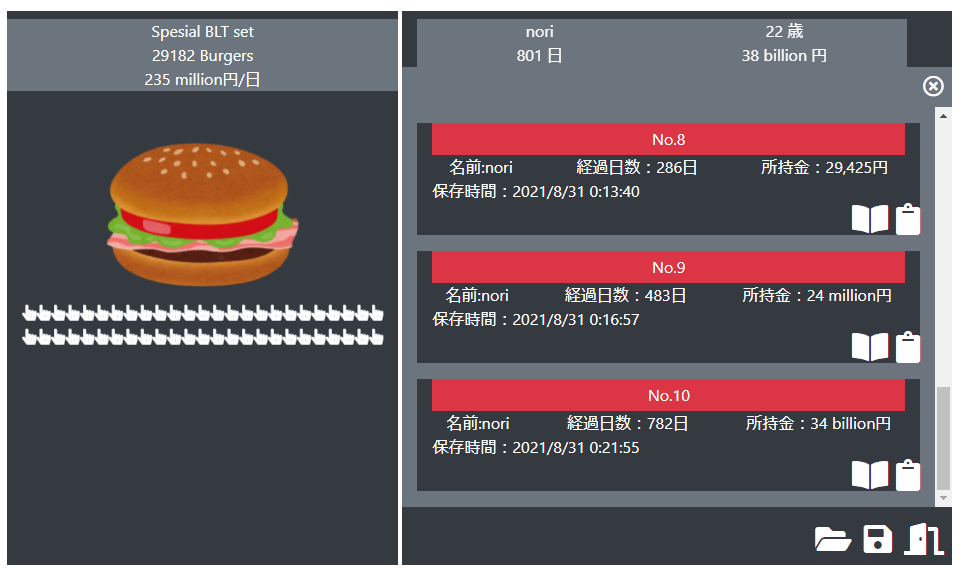 Spesial BLT set
29182 Burgers
235 million円/日
nori
22 歳
801 日
38 billion 円
No.8
名前:nori 経過日数：286日 所持金：29,425円
保存時間：2021/8/31 0:13:40
No.9
名前:nori 経過日数：483日 所持金：24 million円
保存時間：2021/8/31 0:16:57
No.10
名前:nori 経過日数：782日 所持金：34 billion円
保存時間：2021/8/31 0:21:55